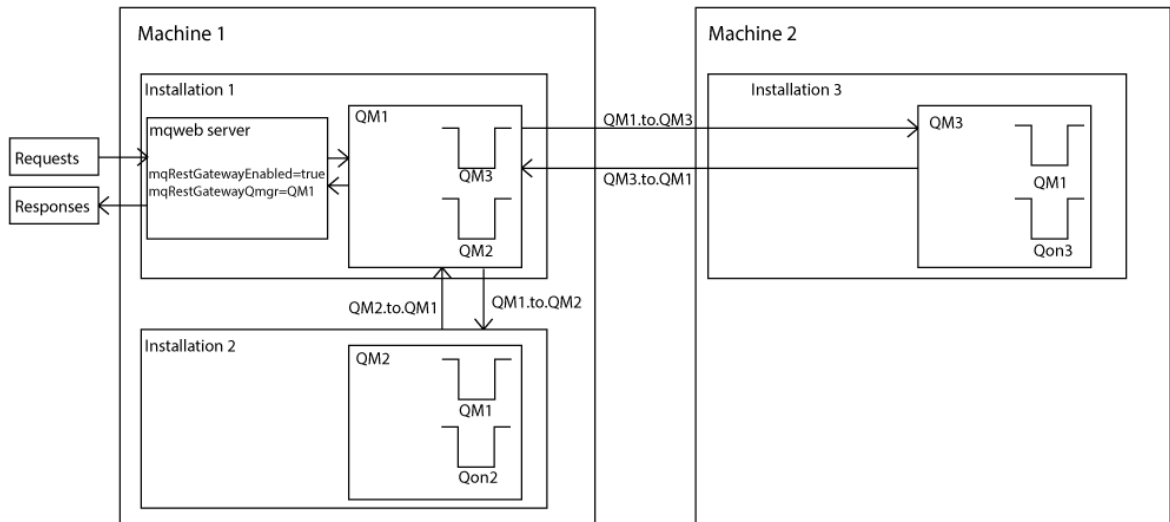 Machine 1
Machine 2
Installation 1
Installation 3
mqweb server
QM1
QM1.to.QM3
QM3
Requests
mqRestGatewayEnabled=true
QM3
QM3.to.QM1
QM1
mqRestGatewayQmgr=QM1
Responses
QM2
Qon3
QM2.to.QM1
QM1.to.QM2
Installation 2
QM2
QM1
Qon2